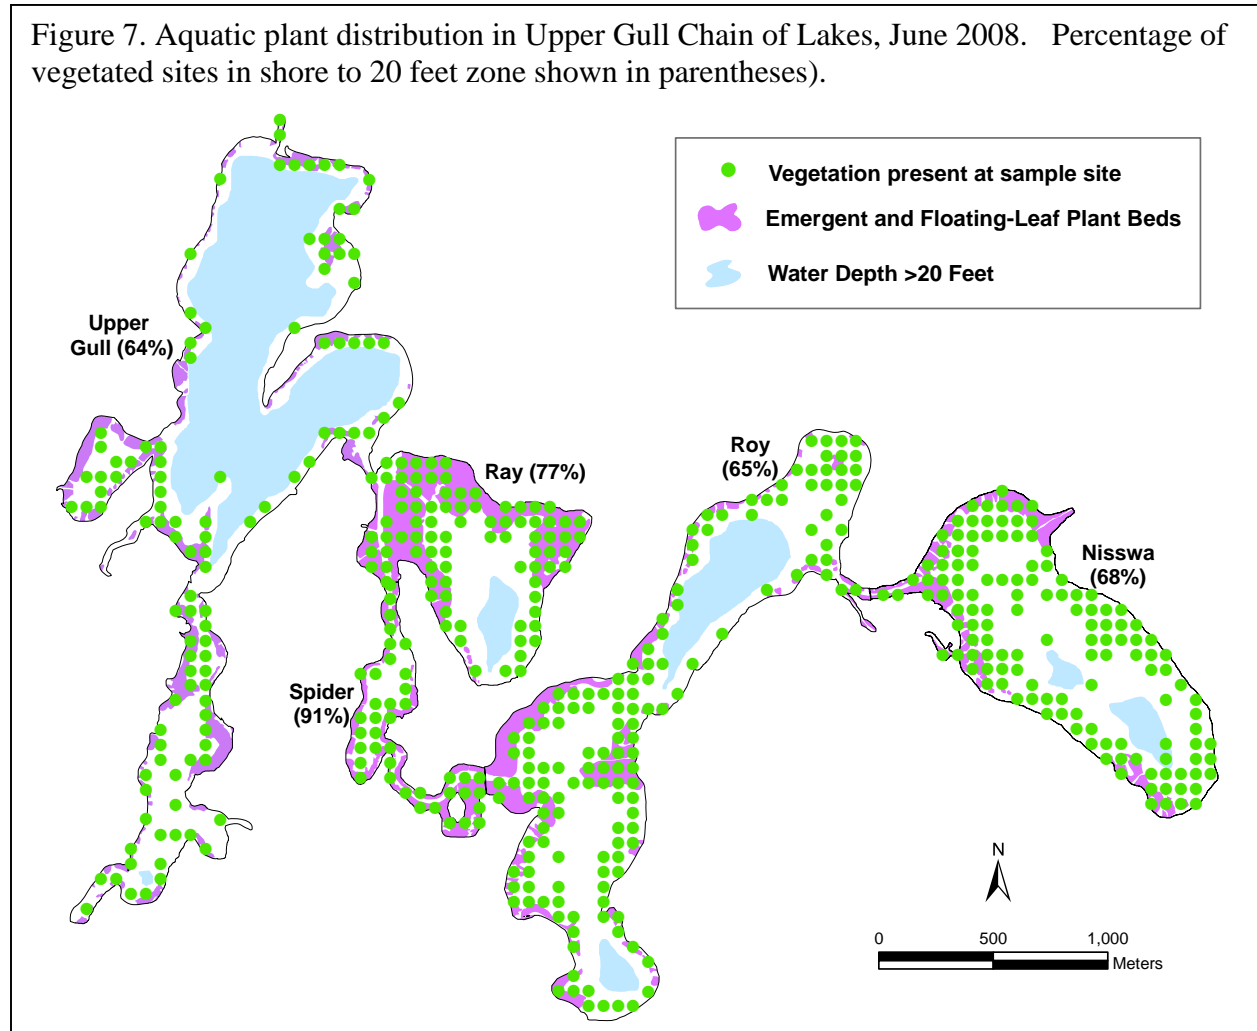 Figure 7. Aquatic plant distribution in Upper Gull Chain of Lakes, June 2008.   Percentage of
vegetated sites in shore to 20 feet zone shown in parentheses).
Vegetation present at sample site
Emergent and Floating-Leaf Plant Beds
Water Depth >20 Feet
Upper
Gull (64%)
Ray (77%)
Roy
(65%)
Nisswa
(68%)
Spider
(91%)
N
0 500 1,000
Meters